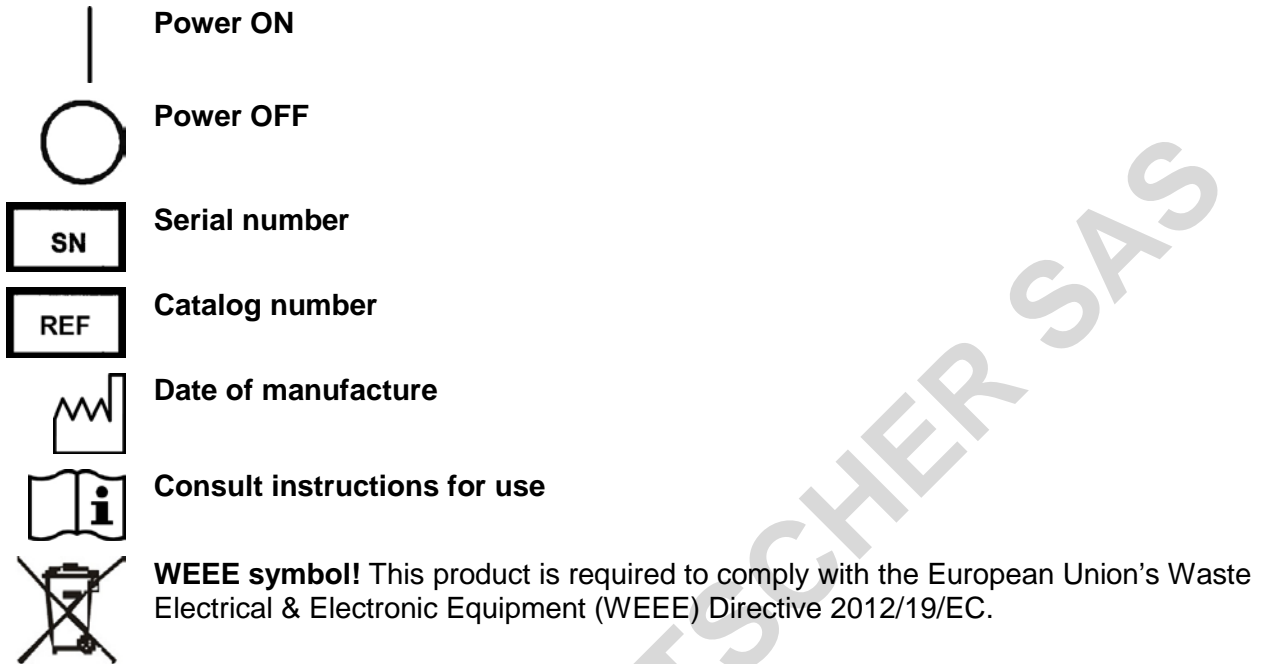 Power ON
Power OFF
SN
Serial number
REF
Catalog number
Date of manufacture
i
Consult instructions for use
WEEE symbol! This product is required to comply with the European Union’s Waste
Electrical & Electronic Equipment (WEEE) Directive 2012/19/EC.
TSCHER SAS